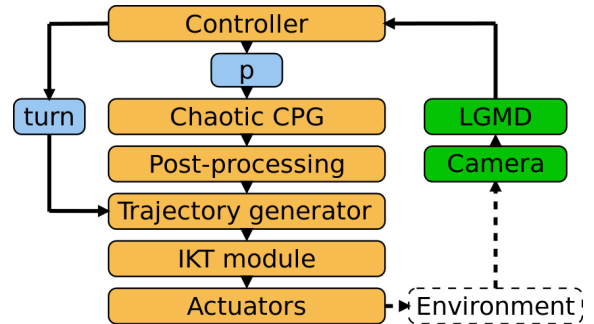 Controller
p
turn
Chaotic CPG
LGMD
Post-processing
Camera
Trajectory generator
IKT module
Actuators
Environment